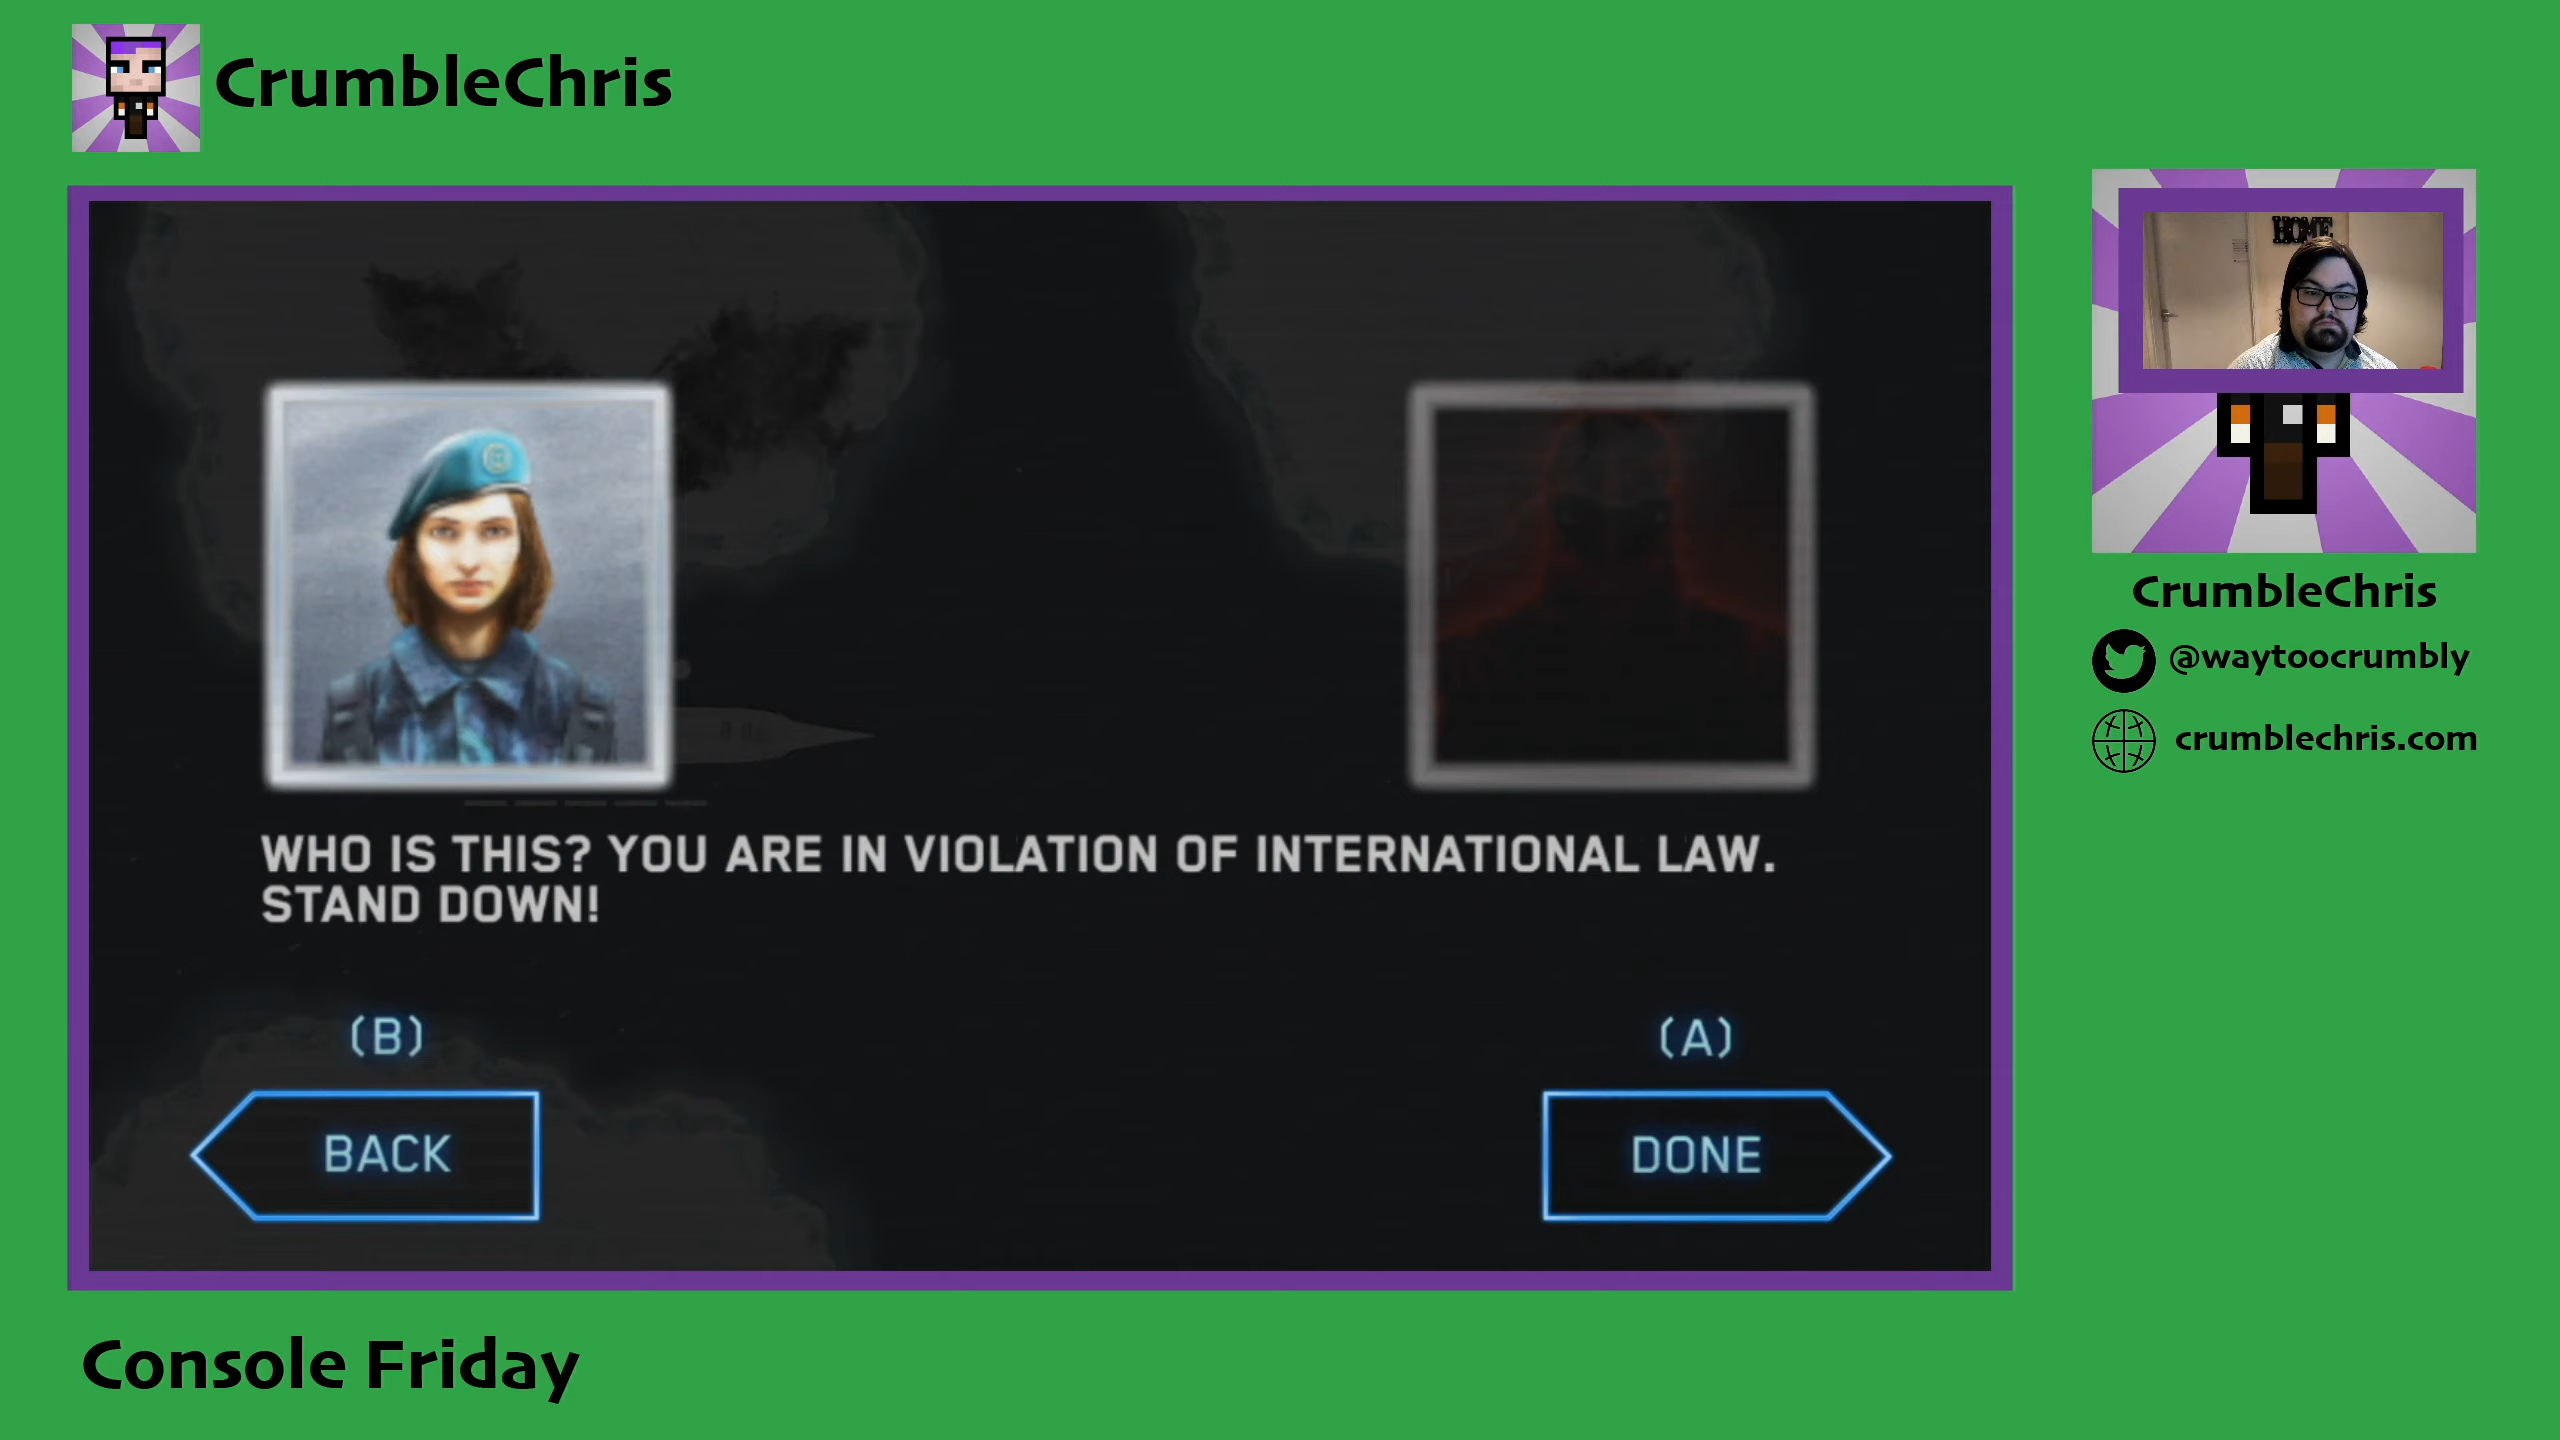 CrumbleChris
HOME
WHO IS THIS? YOU ARE IN VIOLATION OF INTERNATIONAL LAW.
STAND DOWN!
(B)
BACK
(A)
DONE
CrumbleChris
@waytoocrumbly
crumblechris.com
Console Friday